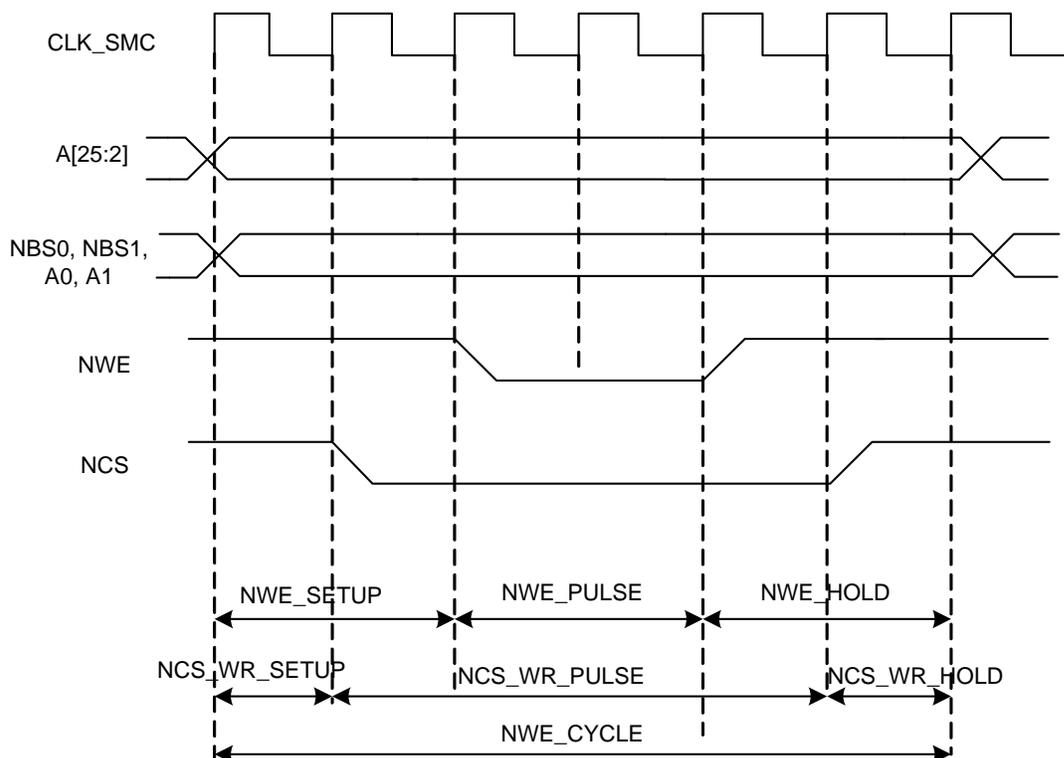 CLK_SMC
A[25:2]
NBS0, NBS1,
A0, A1
NWE
NCS
NWE_SETUP
NWE_PULSE
NWE_HOLD
NCS_WR_SETUP
NCS_WR_PULSE
NCS_WR_HOLD
NWE_CYCLE